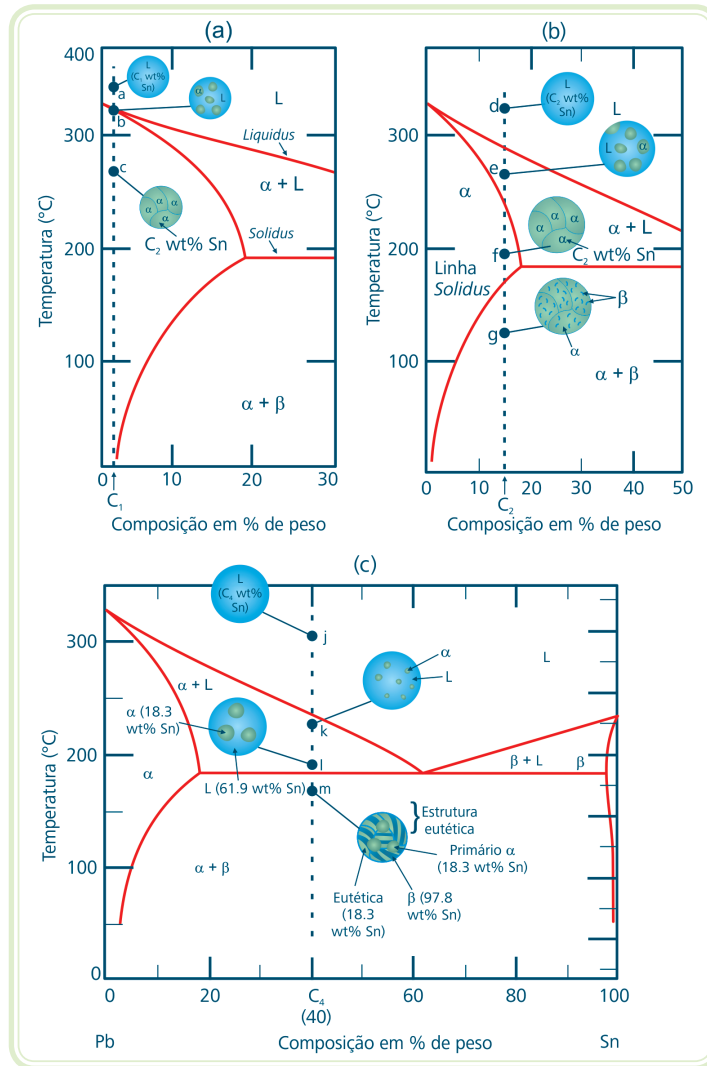 (a)
400
300
200
100
Temperatura (°C)
L
(C₁ wt%
Sn)
a
α
L
b
L
Liquidus
α + L
c
α
α
α
α
C₂ wt% Sn
Solidus
α + β
0
10
20
30
C₁
Composição em % de peso
(b)
400
300
200
100
Temperatura (°C)
d
L
(C₂ wt%
Sn)
L
L
α
e
α
α + L
α
α
α
α
f
C₂ wt% Sn
Linha
Solidus
β
g
α
α + β
0
10
20
30
40
50
C₂
Composição em % de peso
(c)
300
200
100
0
Temperatura (°C)
L
(C₄ wt%
Sn)
j
α
L
L
α + L
k
α (18.3
wt% Sn)
α
L (61.9 wt% Sn)
l
β + L
β
m
Estrutura
eutética
α + β
Primário α
(18.3 wt% Sn)
Eutética
(18.3
wt% Sn)
β (97.8
wt% Sn)
0
20
C₄
(40)
60
80
100
Pb
Composição em % de peso
Sn